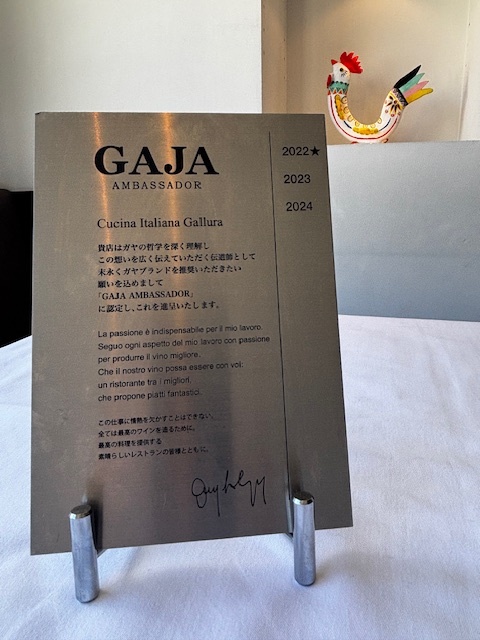 GAJA
AMBASSADOR
2022★
2023
2024
Cucina Italiana Gallura
貴店はガヤの哲学を深く理解し
この想いを広く伝えていただく伝道師として
末永くガヤブランドを推奨いただきたい
願いを込めまして
「GAJA AMBASSADOR」
に認定し、これを進呈いたします。
La passione è indispensabile per il mio lavoro.
Seguo ogni aspetto del mio lavoro con passione
per produrre il vino migliore.
Che il nostro vino possa essere con voi:
un ristorante tra i migliori,
che propone piatti fantastici.
この仕事に情熱を欠かすことはできない。
全ては最高のワインを造るために。
最高の料理を提供する
素晴らしいレストランの皆様とともに。